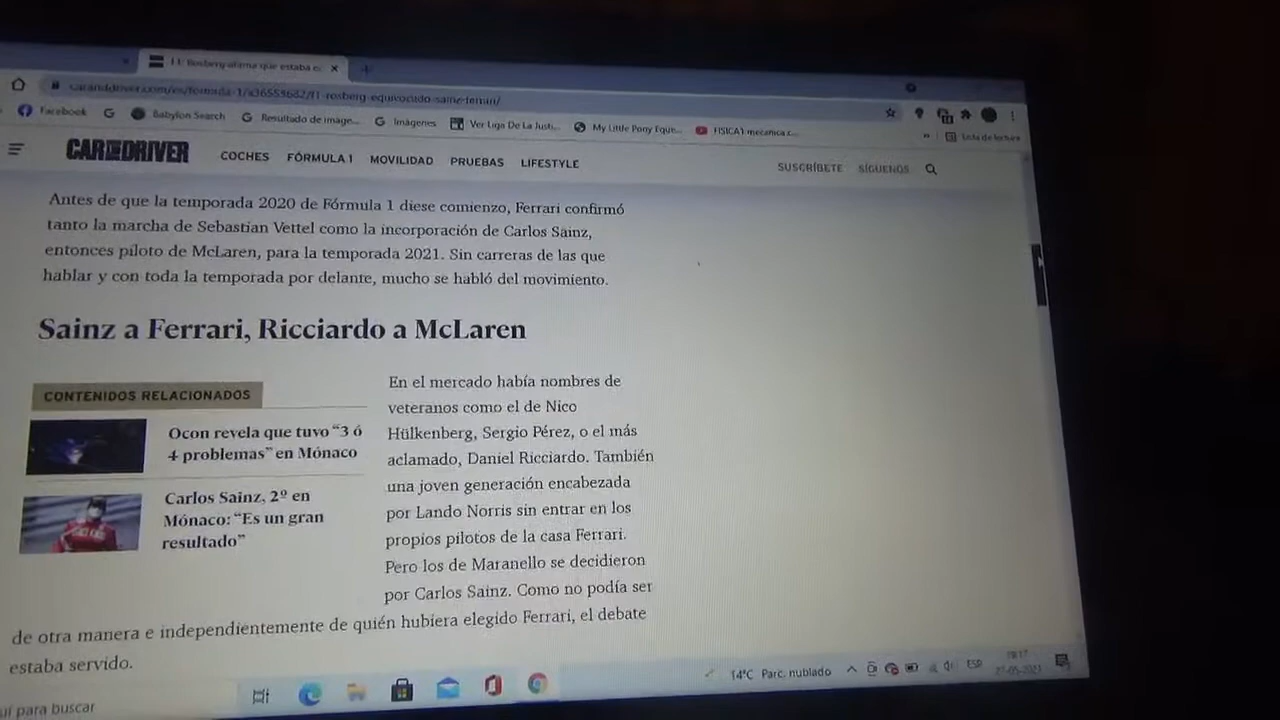 F1: Rosberg afirma que estaba e
caranddriver.com/es/formula-1/a36559682/f1-rosberg-equivocado-sainz-ferrari/
Facebook
Babylon Search
Resultado de image...
Imágenes
Ver Liga De La Justi...
My Little Pony Eque...
FISICA1 mecanica c...
Lista de lectura
CAR AND DRIVER
COCHES FÓRMULA 1 MOVILIDAD PRUEBAS LIFESTYLE
SUSCRÍBETE SÍGUENOS
Antes de que la temporada 2020 de Fórmula 1 diese comienzo, Ferrari confirmó
tanto la marcha de Sebastian Vettel como la incorporación de Carlos Sainz,
entonces piloto de McLaren, para la temporada 2021. Sin carreras de las que
hablar y con toda la temporada por delante, mucho se habló del movimiento.
Sainz a Ferrari, Ricciardo a McLaren
CONTENIDOS RELACIONADOS
Ocon revela que tuvo “3 ó
4 problemas” en Mónaco
Carlos Sainz, 2º en
Mónaco: “Es un gran
resultado”
En el mercado había nombres de
veteranos como el de Nico
Hülkenberg, Sergio Pérez, o el más
aclamado, Daniel Ricciardo. También
una joven generación encabezada
por Lando Norris sin entrar en los
propios pilotos de la casa Ferrari.
Pero los de Maranello se decidieron
por Carlos Sainz. Como no podía ser
de otra manera e independientemente de quién hubiera elegido Ferrari, el debate
estaba servido.
uí para buscar
14°C Parc. nublado
ESP